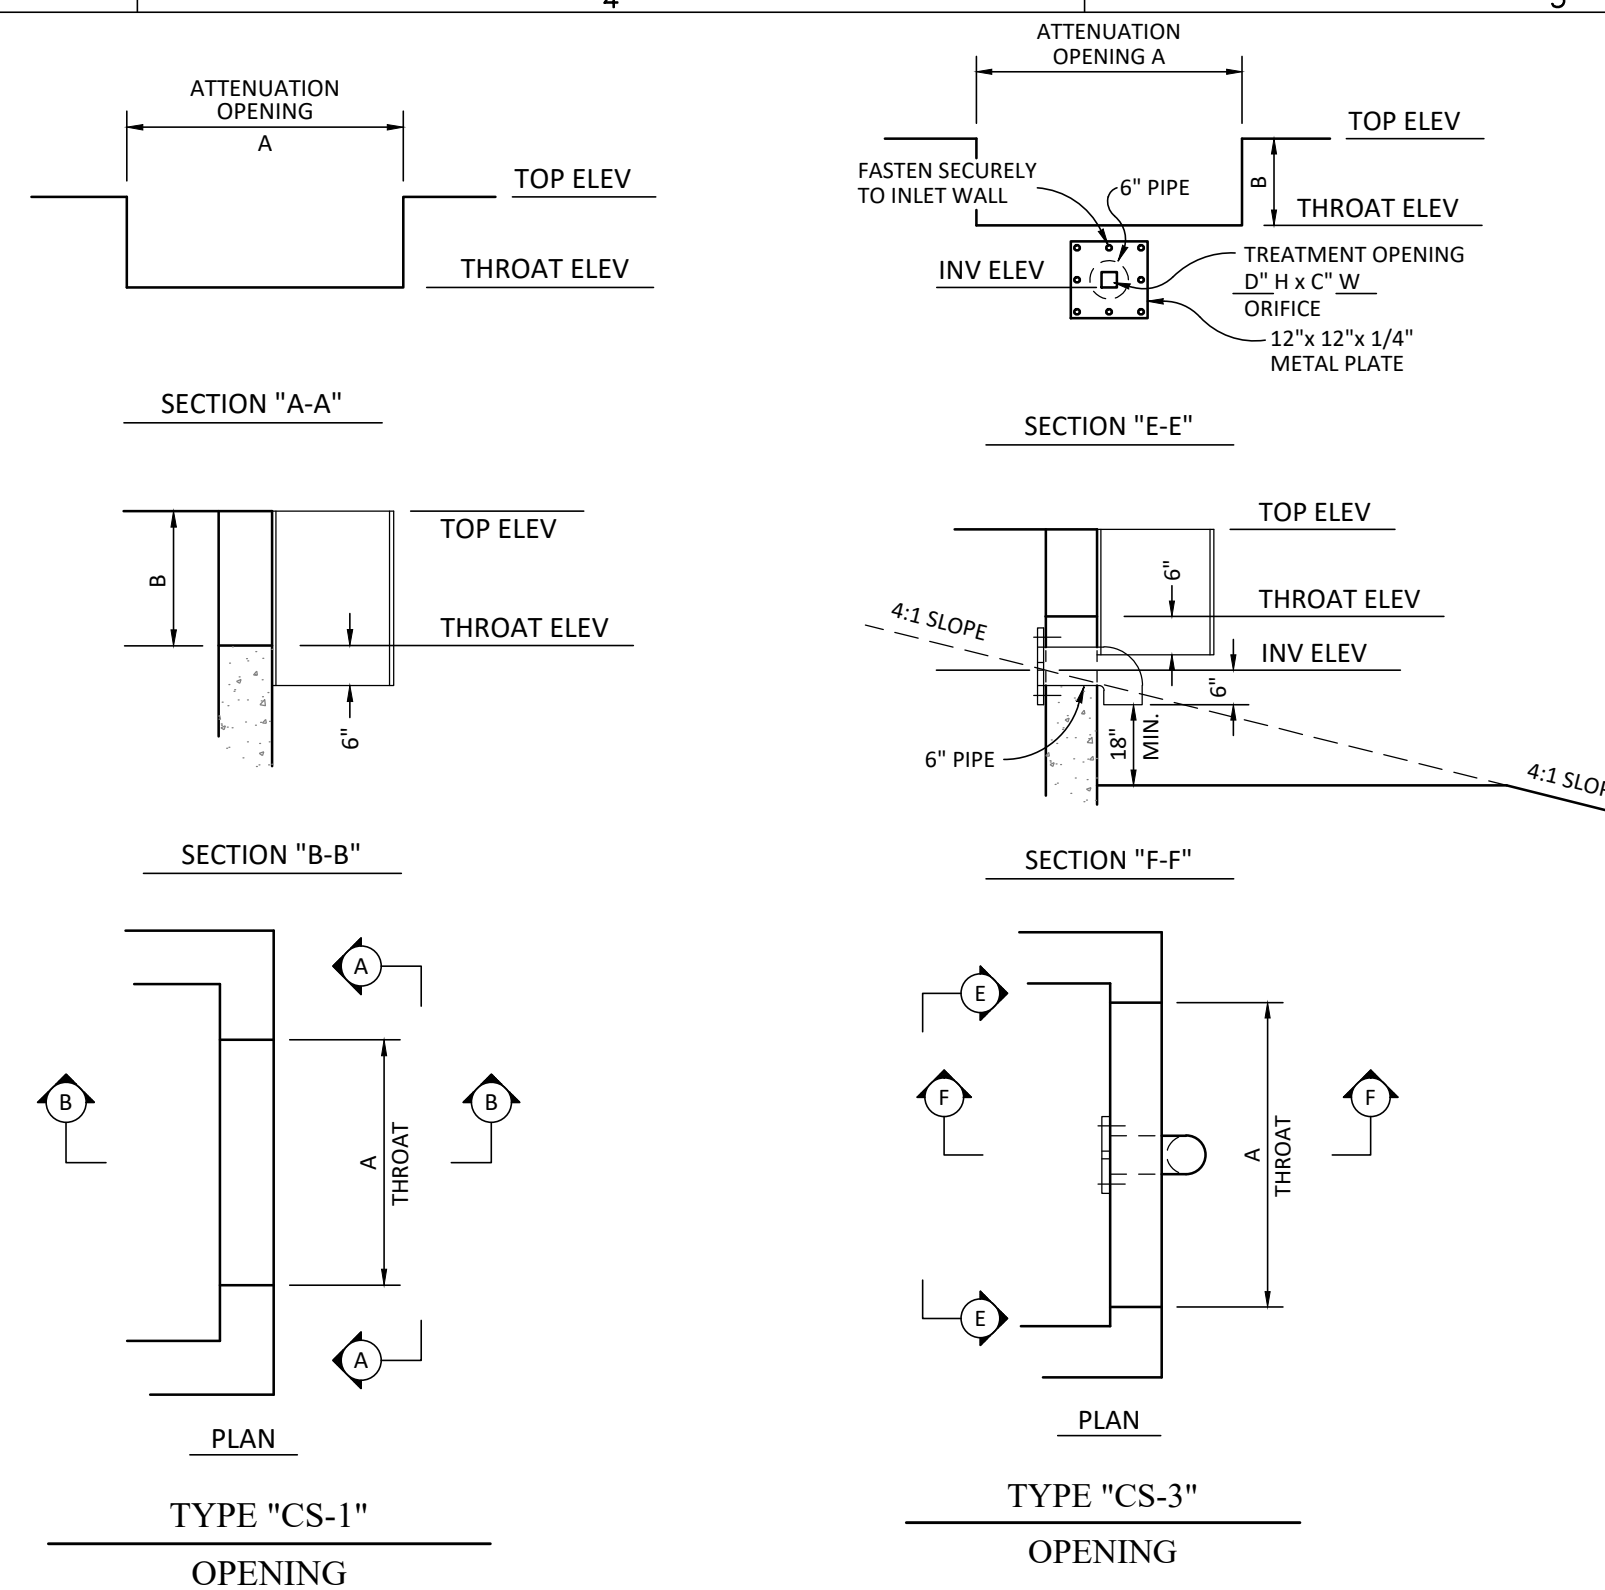 ATTENUATION
OPENING
A
TOP ELEV
THROAT ELEV
SECTION "A-A"
B
TOP ELEV
THROAT ELEV
6"
SECTION "B-B"
A
B
B
A
THROAT
A
PLAN
TYPE "CS-1"
OPENING
ATTENUATION
OPENING A
TOP ELEV
FASTEN SECURELY
TO INLET WALL
6" PIPE
B
THROAT ELEV
INV ELEV
TREATMENT OPENING
D" H x C" W
ORIFICE
12"x 12"x 1/4"
METAL PLATE
SECTION "E-E"
TOP ELEV
6"
4:1 SLOPE
THROAT ELEV
INV ELEV
6"
18"
MIN.
6" PIPE
4:1 SLOP
SECTION "F-F"
E
F
F
A
THROAT
E
PLAN
TYPE "CS-3"
OPENING